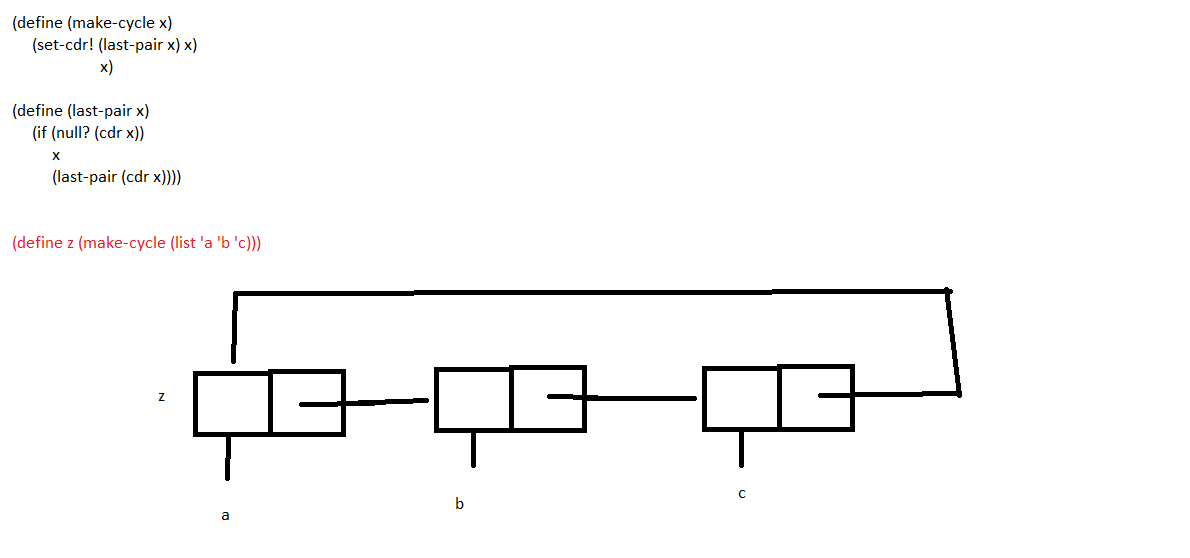 (define (make-cycle x)
(set-cdr! (last-pair x) x)
x)
(define (last-pair x)
(if (null? (cdr x))
x
(last-pair (cdr x))))
(define z (make-cycle (list 'a 'b 'c)))
z
a
b
c